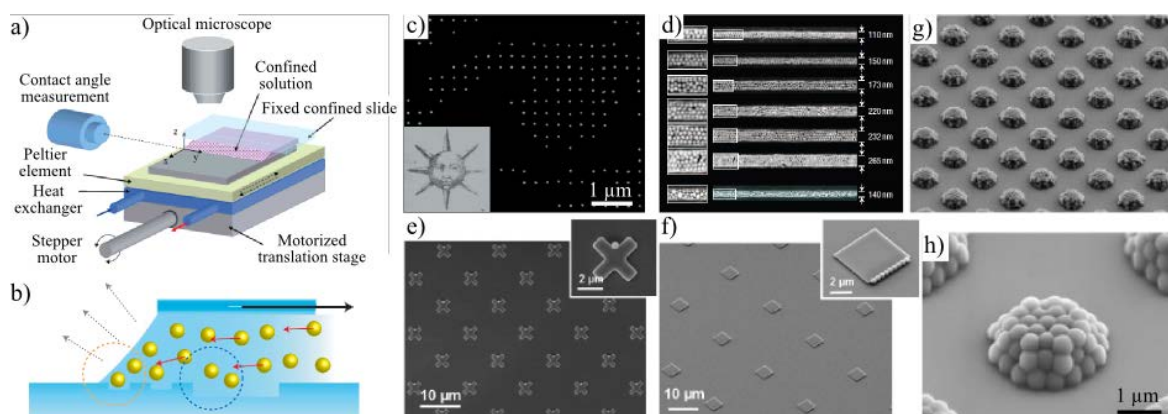 a)
Optical microscope
Contact angle
measurement
Confined
solution
Fixed confined slide
z
x
y
Peltier
element
Heat
exchanger
Stepper
motor
Motorized
translation stage
b)
c)
1 µm
d)
110 nm
150 nm
173 nm
220 nm
232 nm
265 nm
140 nm
e)
2 µm
10 µm
f)
2 µm
10 µm
g)
h)
1 µm